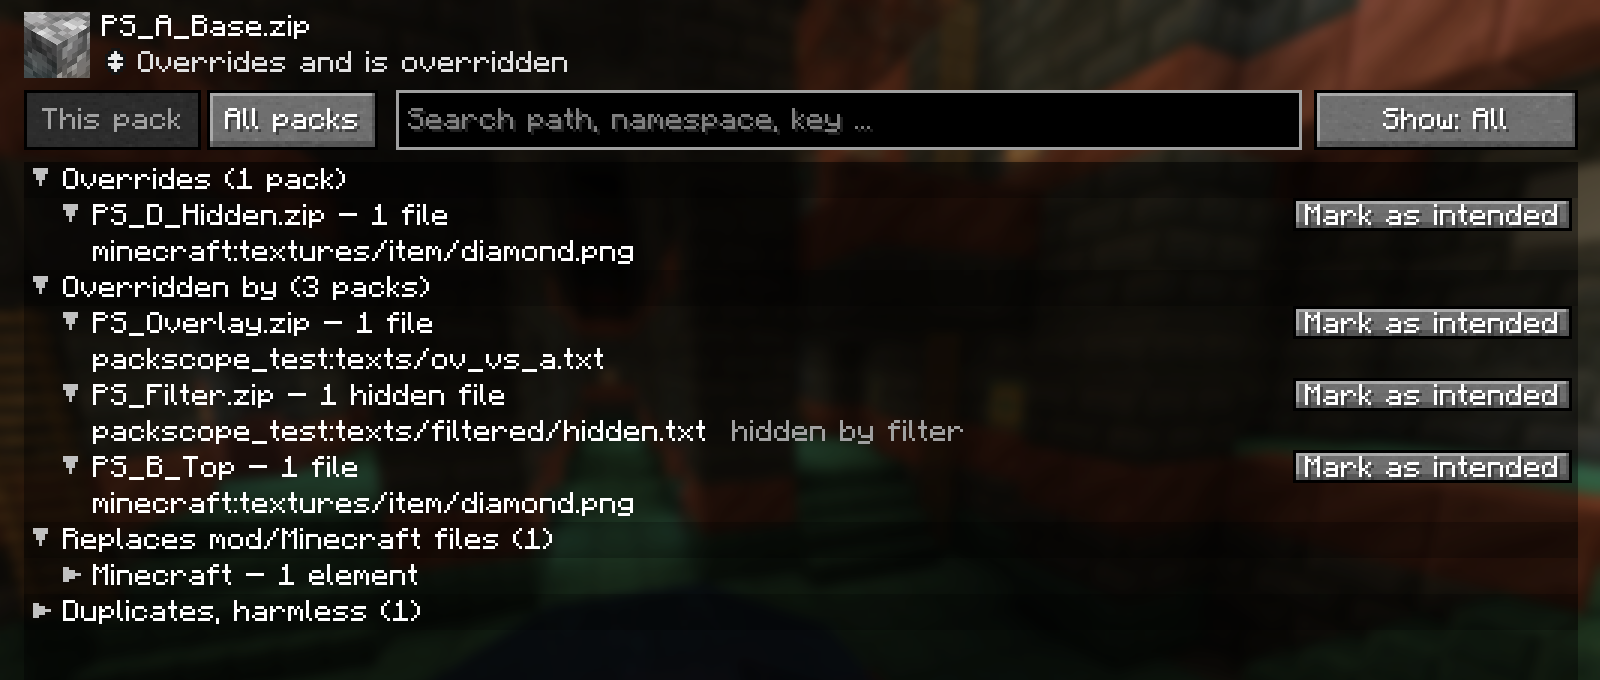 PS_A_Base.zip
Overrides and is overridden
This pack All packs Search path, namespace, key ... Show: All
Overrides (1 pack)
PS_D_Hidden.zip — 1 file Mark as intended
minecraft:textures/item/diamond.png
Overridden by (3 packs)
PS_Overlay.zip — 1 file Mark as intended
packscope_test:texts/ov_vs_a.txt
PS_Filter.zip — 1 hidden file Mark as intended
packscope_test:texts/filtered/hidden.txt hidden by filter
PS_B_Top — 1 file Mark as intended
minecraft:textures/item/diamond.png
Replaces mod/Minecraft files (1)
Minecraft — 1 element
Duplicates, harmless (1)